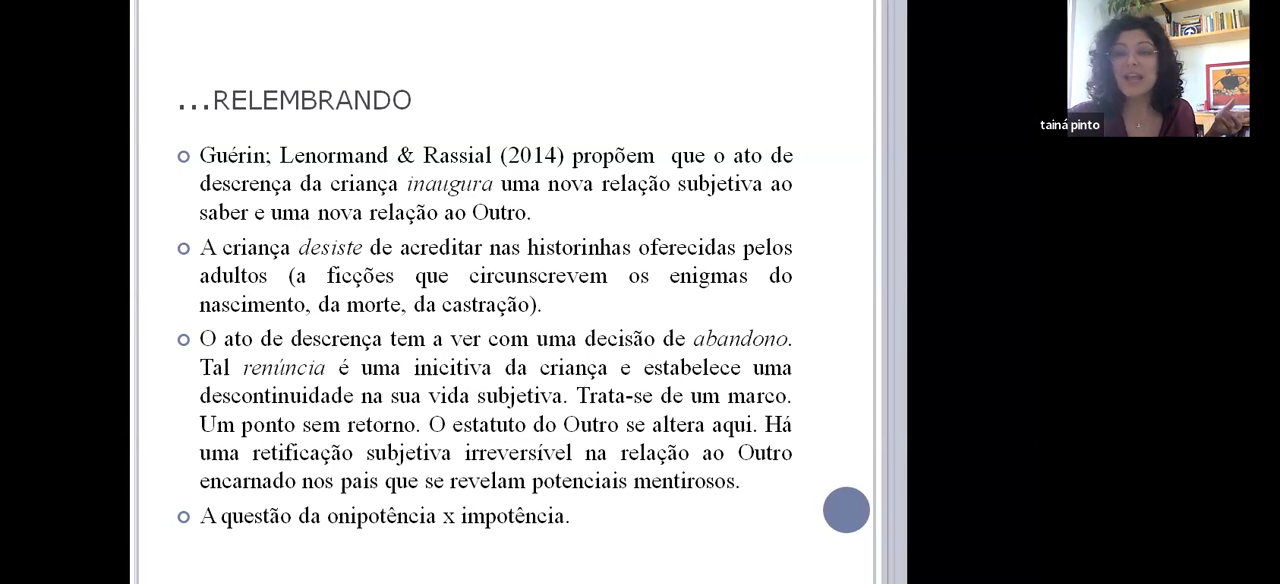 ...RELEMBRANDO
Guérin; Lenormand & Rassial (2014) propõem que o ato de
descrença da criança inaugura uma nova relação subjetiva ao
saber e uma nova relação ao Outro.
A criança desiste de acreditar nas historinhas oferecidas pelos
adultos (a ficções que circunscrevem os enigmas do
nascimento, da morte, da castração).
O ato de descrença tem a ver com uma decisão de abandono.
Tal renúncia é uma inicitiva da criança e estabelece uma
descontinuidade na sua vida subjetiva. Trata-se de um marco.
Um ponto sem retorno. O estatuto do Outro se altera aqui. Há
uma retificação subjetiva irreversível na relação ao Outro
encarnado nos pais que se revelam potenciais mentirosos.
A questão da onipotência x impotência.
tainá pinto